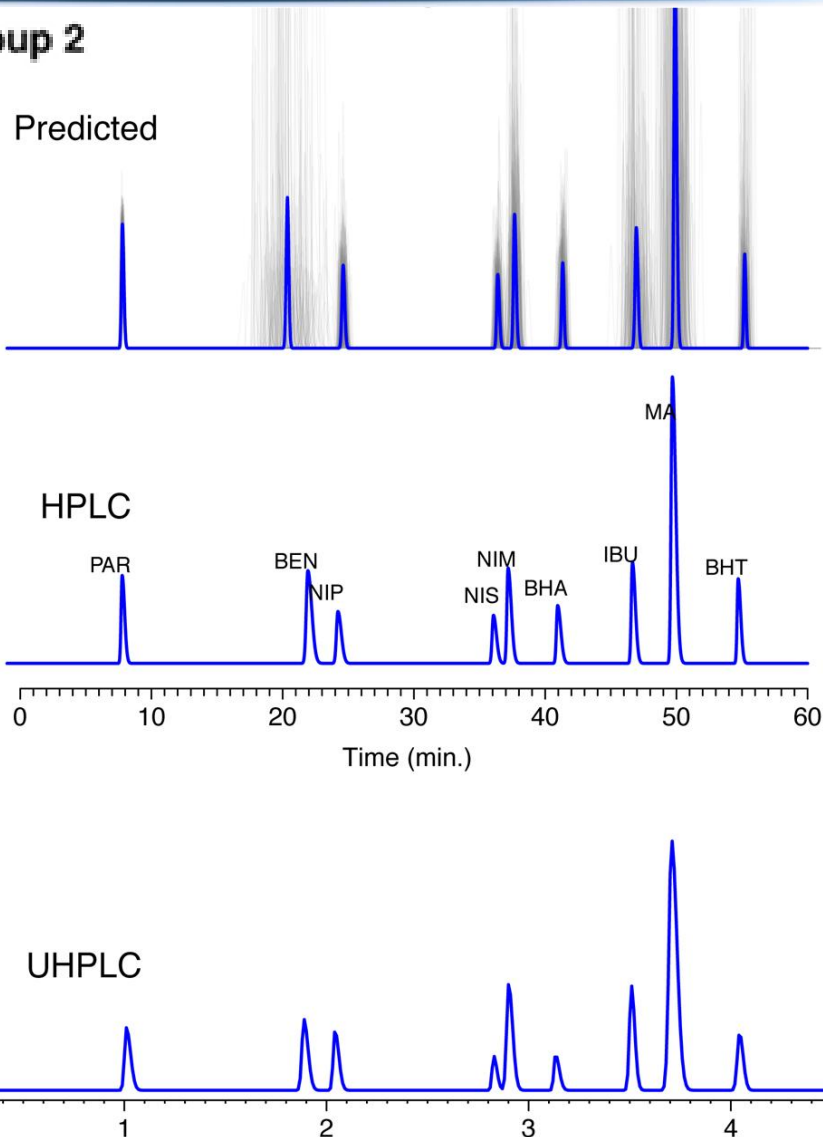 oup 2
Predicted
MA
HPLC
PAR
BEN
NIP
NIS
NIM
BHA
IBU
BHT
0 10 20 30 40 50 60
Time (min.)
UHPLC
1 2 3 4